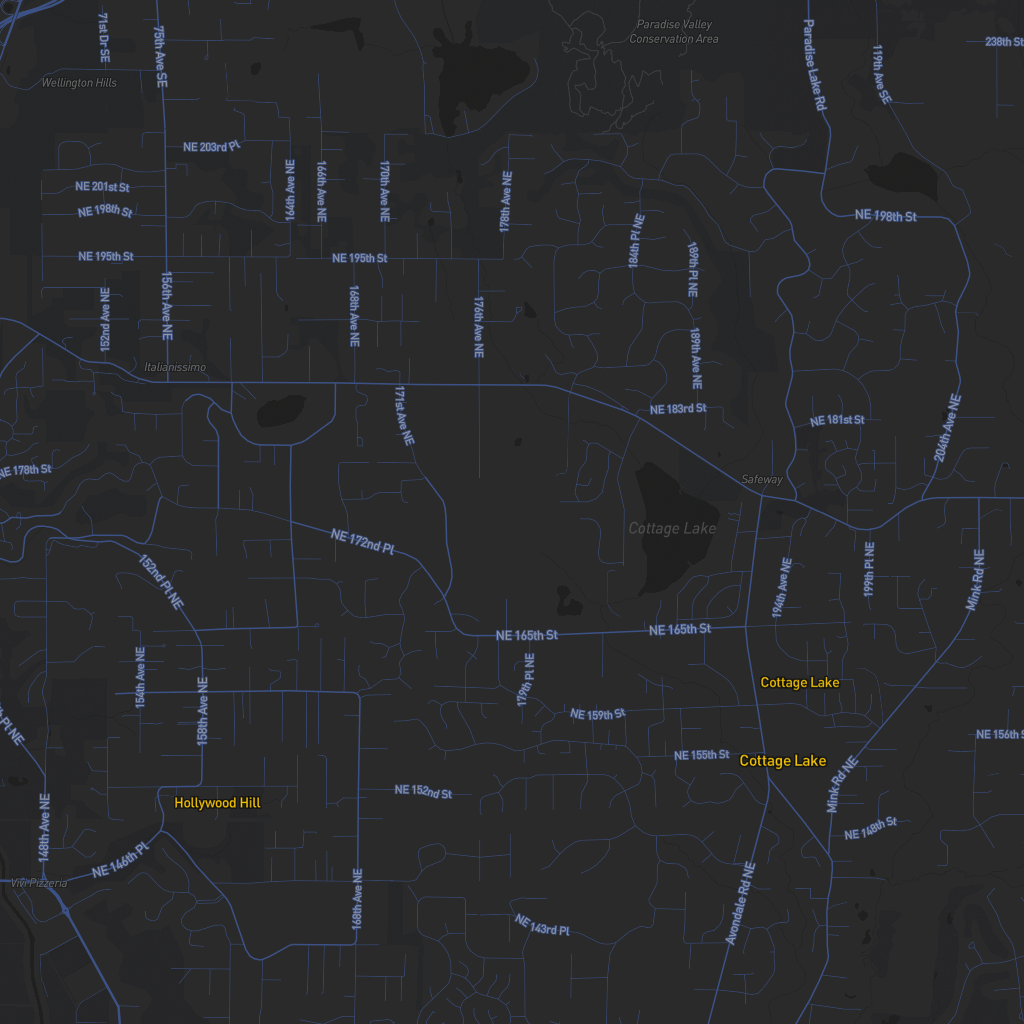 71st Dr SE
75th Ave SE
Paradise Valley
Conservation Area
Paradise Lake Rd
119th Ave SE
238th St
Wellington Hills
NE 203rd Pl
164th Ave NE
166th Ave NE
170th Ave NE
178th Ave NE
NE 201st St
NE 198th St
184th Pl NE
189th Pl NE
NE 198th St
NE 195th St
NE 195th St
152nd Ave NE
156th Ave NE
168th Ave NE
176th Ave NE
189th Ave NE
Italianissimo
171st Ave NE
NE 183rd St
NE 181st St
204th Ave NE
NE 178th St
Safeway
Cottage Lake
NE 172nd Pl
152nd Pl NE
194th Ave NE
199th Pl NE
Mink Rd NE
NE 165th St
NE 165th St
154th Ave NE
158th Ave NE
179th Pl NE
Cottage Lake
NE 159th St
Pl NE
NE 156th S
NE 155th St
Cottage Lake
Mink Rd NE
NE 152nd St
Hollywood Hill
148th Ave NE
NE 148th St
NE 146th Pl
Vivi Pizzeria
168th Ave NE
Avondale Rd NE
NE 143rd Pl